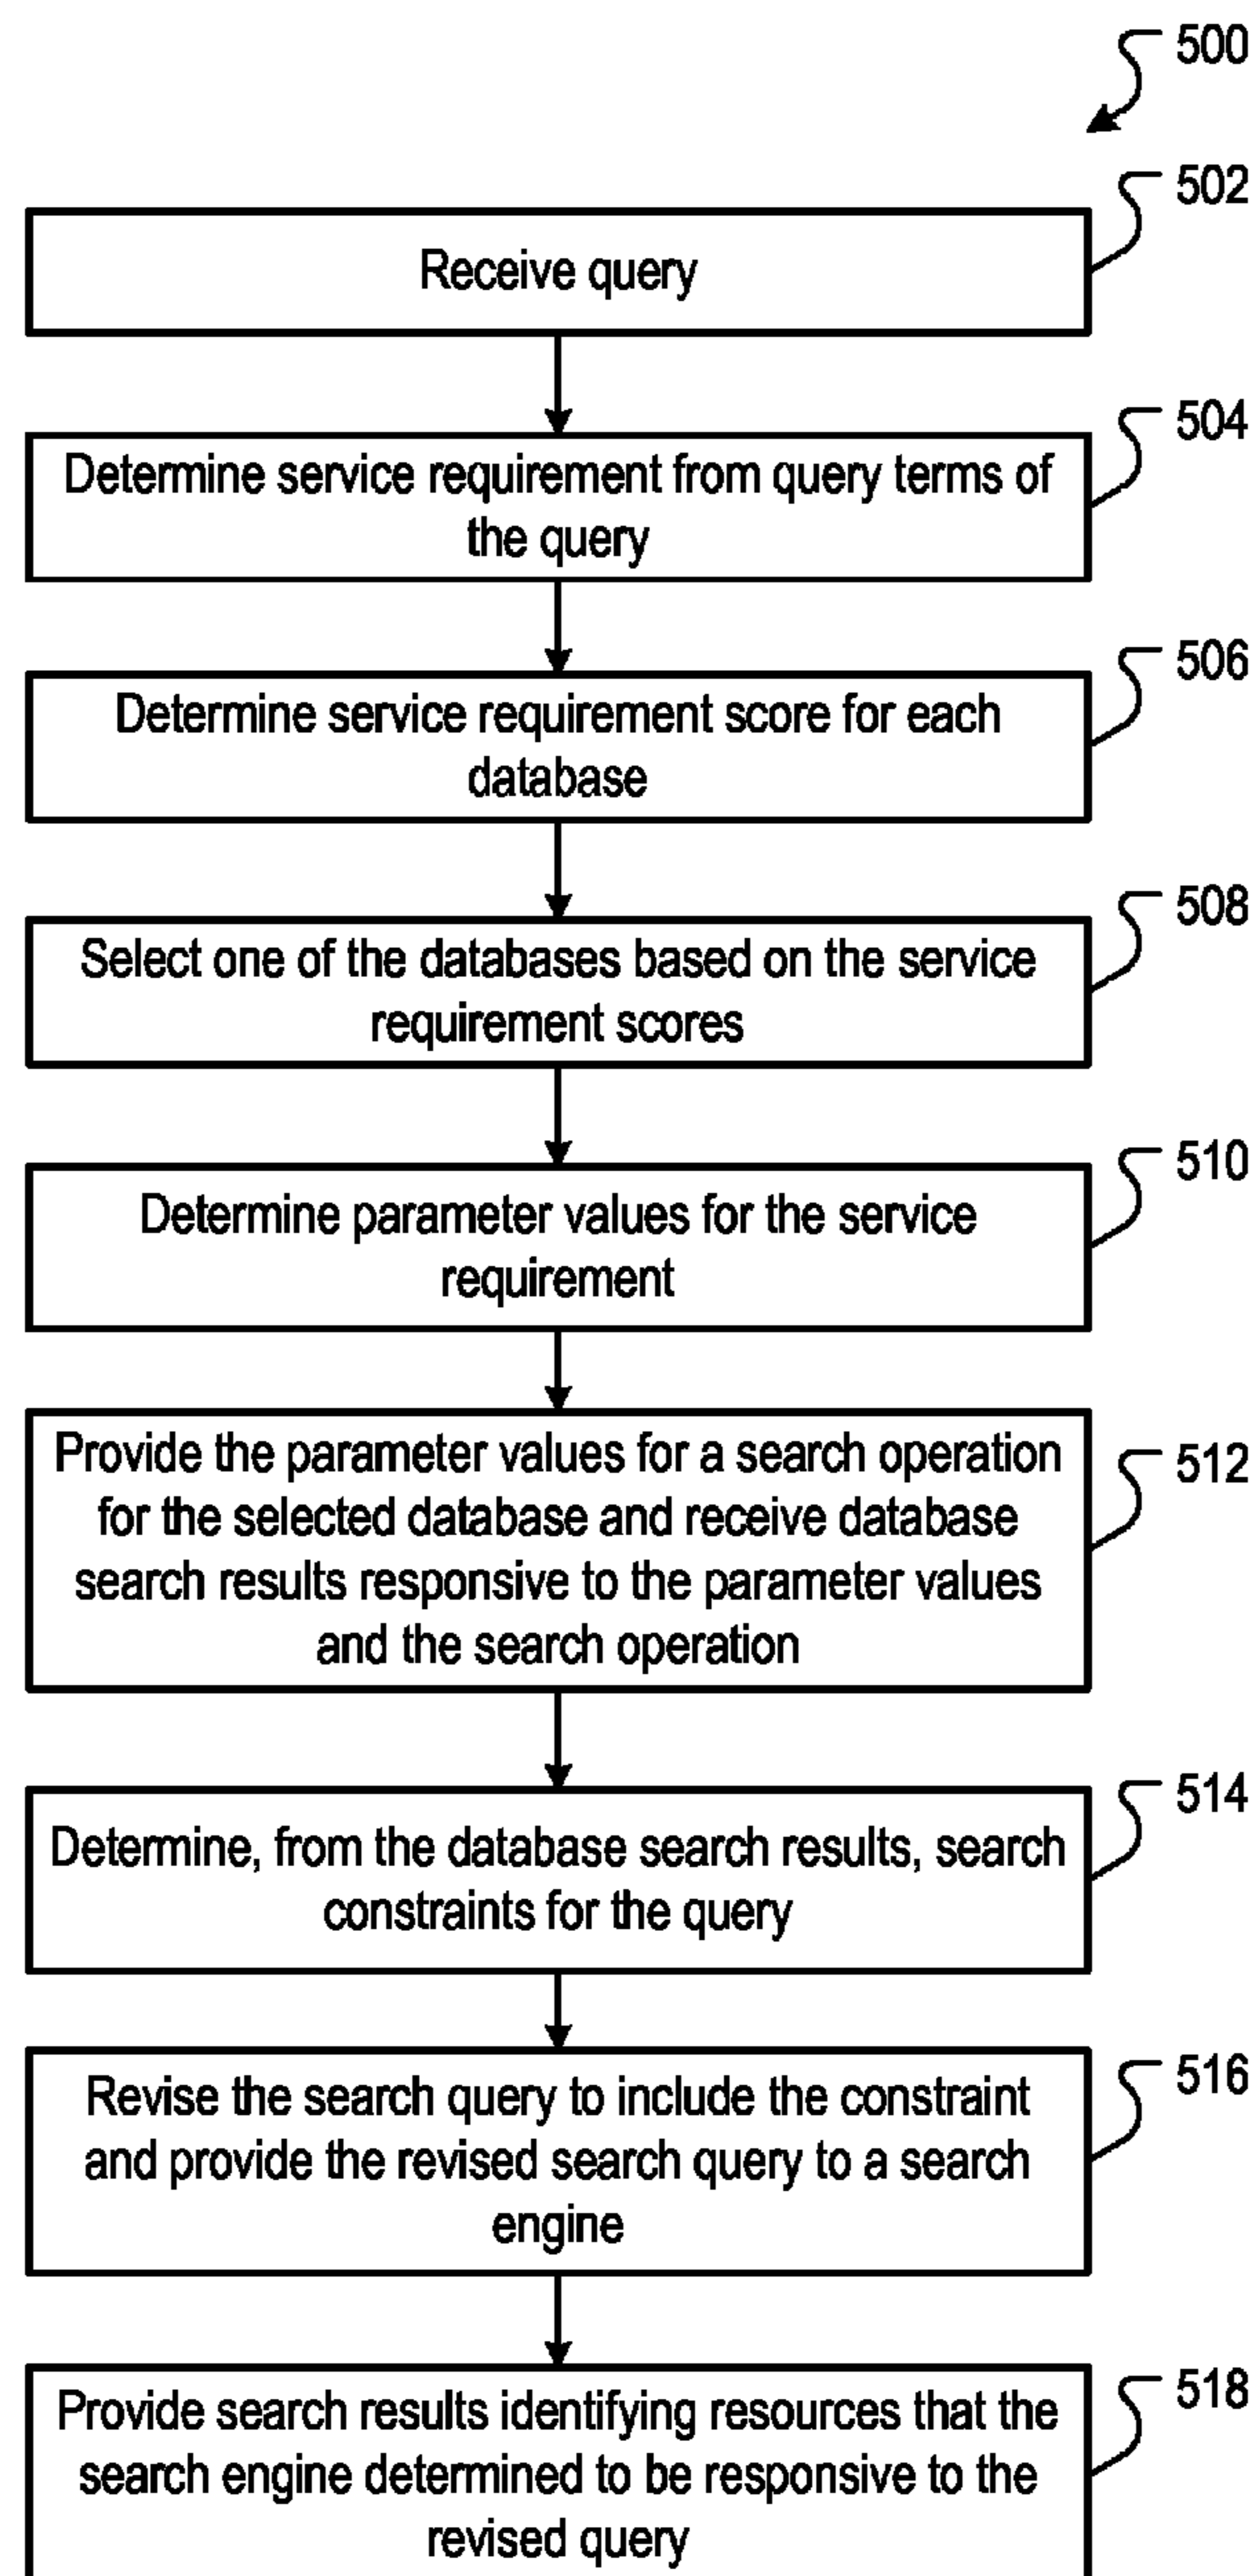 500
502
Receive query
504
Determine service requirement from query terms of
the query
506
Determine service requirement score for each
database
508
Select one of the databases based on the service
requirement scores
510
Determine parameter values for the service
requirement
512
Provide the parameter values for a search operation
for the selected database and receive database
search results responsive to the parameter values
and the search operation
514
Determine, from the database search results, search
constraints for the query
516
Revise the search query to include the constraint
and provide the revised search query to a search
engine
518
Provide search results identifying resources that the
search engine determined to be responsive to the
revised query